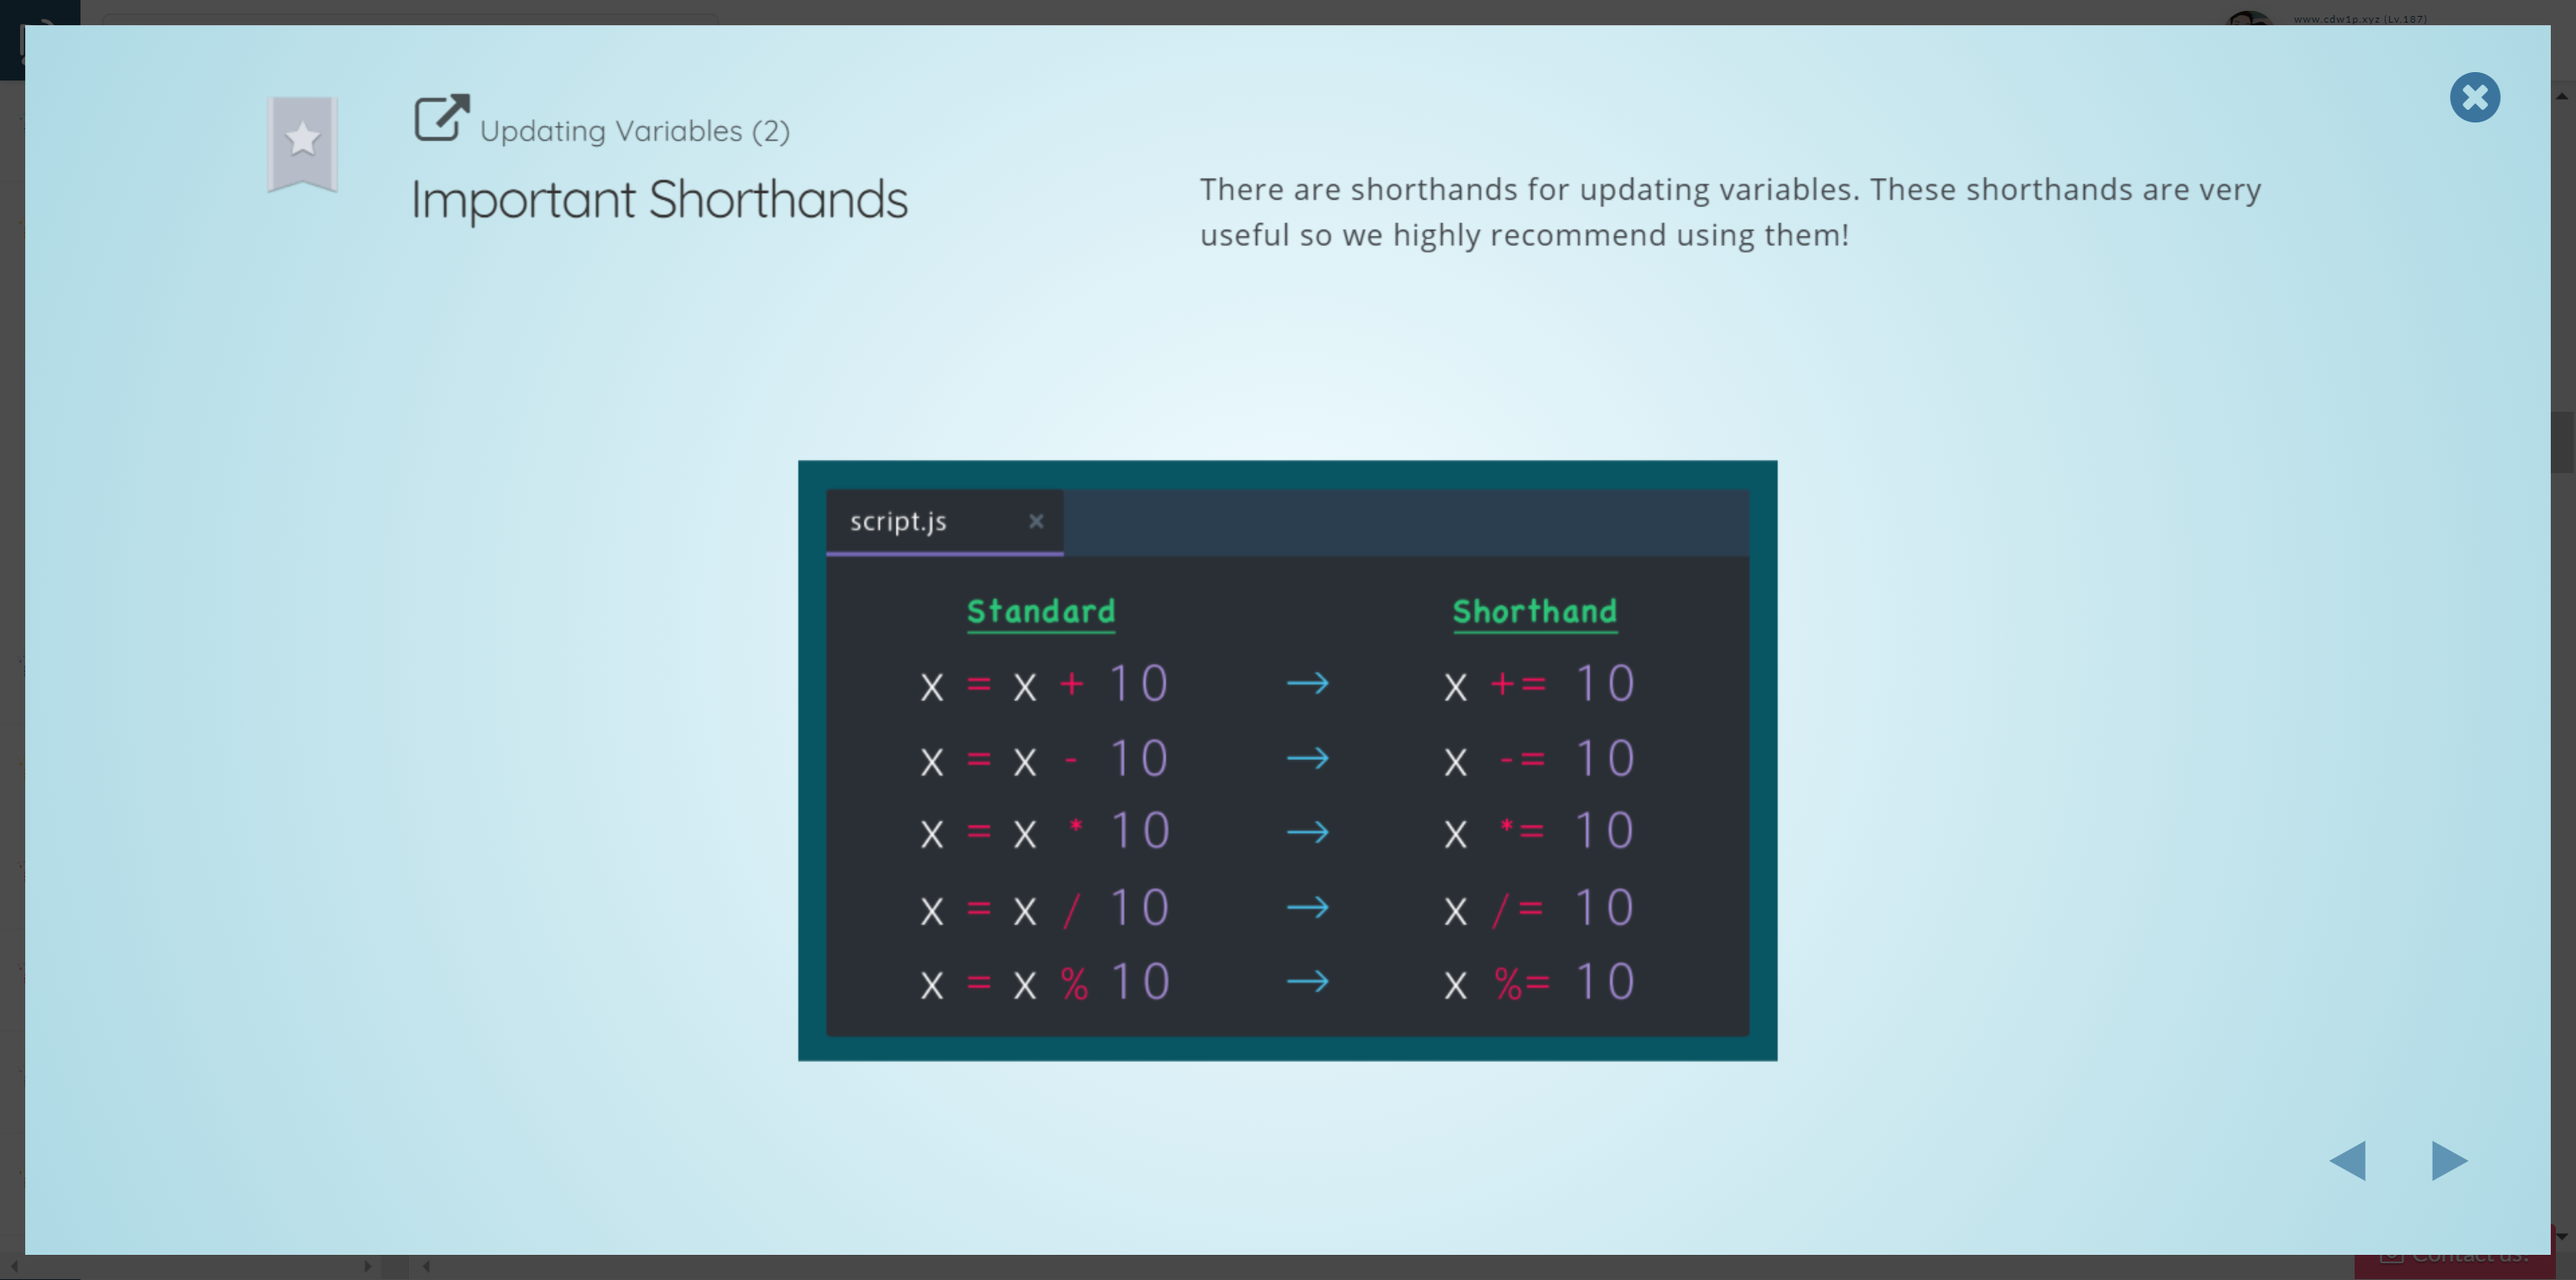 www.cdw1p.xyz (Lv.187)
Updating Variables (2)
Important Shorthands
There are shorthands for updating variables. These shorthands are very
useful so we highly recommend using them!
script.js ×
Standard Shorthand
x = x + 10 → x += 10
x = x - 10 → x -= 10
x = x * 10 → x *= 10
x = x / 10 → x /= 10
x = x % 10 → x %= 10
Contact us!